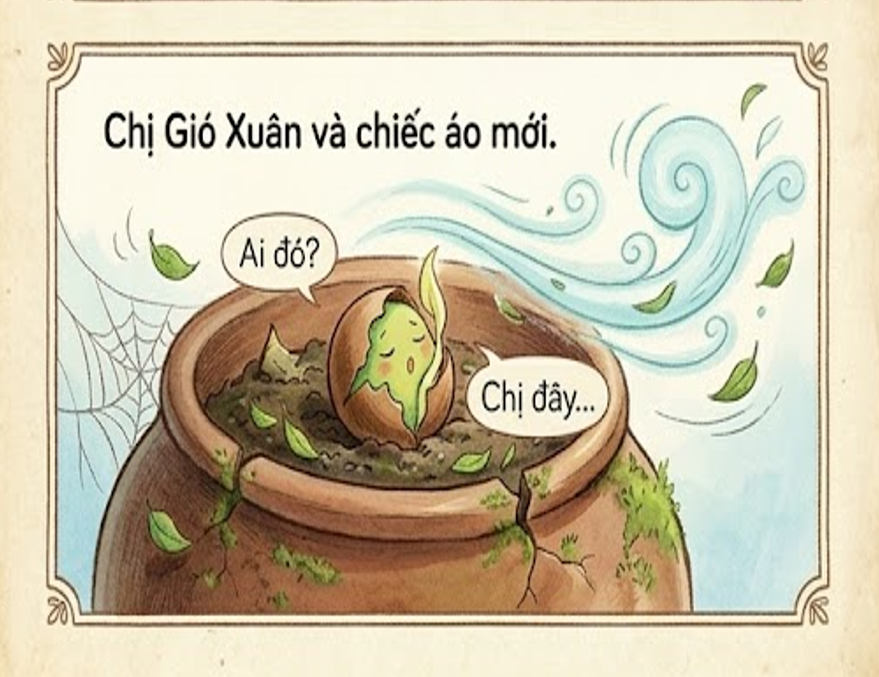 Chị Gió Xuân và chiếc áo mới.
Ai đó?
Chị đây...